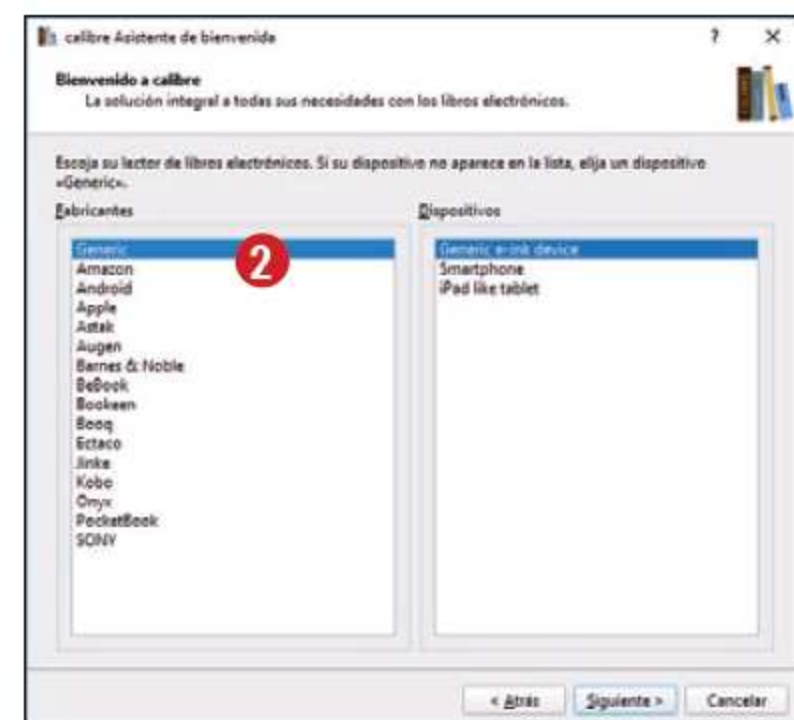 calibre Asistente de bienvenida
Bienvenido a calibre
La solución integral a todas sus necesidades con los libros electrónicos.
Escoja su lector de libros electrónicos. Si su dispositivo no aparece en la lista, elija un dispositivo
«Generic».
Fabricantes
Generic
Amazon
Android
Apple
Astak
Augen
Barnes & Noble
BeBook
Bookeen
Booq
Ectaco
Jinke
Kobo
Onyx
PocketBook
SONY
2
Dispositivos
Generic e-ink device
Smartphone
iPad like tablet
< Atrás
Siguiente >
Cancelar